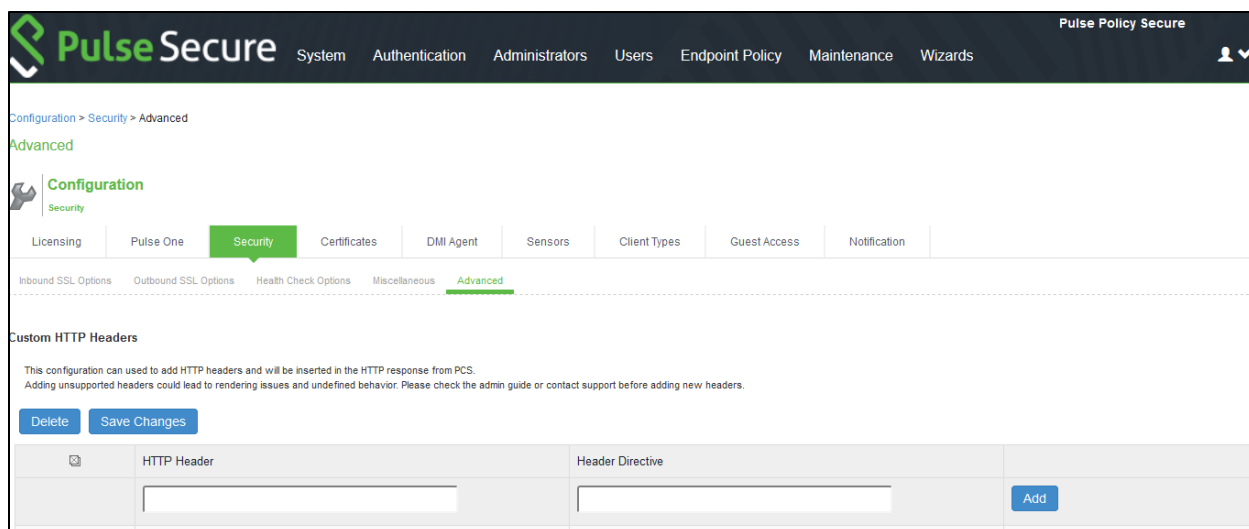 Pulse Policy Secure
Pulse Secure System Authentication Administrators Users Endpoint Policy Maintenance Wizards
Configuration > Security > Advanced
Advanced
Configuration
Security
Licensing Pulse One Security Certificates DMI Agent Sensors Client Types Guest Access Notification
Inbound SSL Options Outbound SSL Options Health Check Options Miscellaneous Advanced
Custom HTTP Headers
This configuration can used to add HTTP headers and will be inserted in the HTTP response from PCS.
Adding unsupported headers could lead to rendering issues and undefined behavior. Please check the admin guide or contact support before adding new headers.
Delete Save Changes
HTTP Header Header Directive
Add